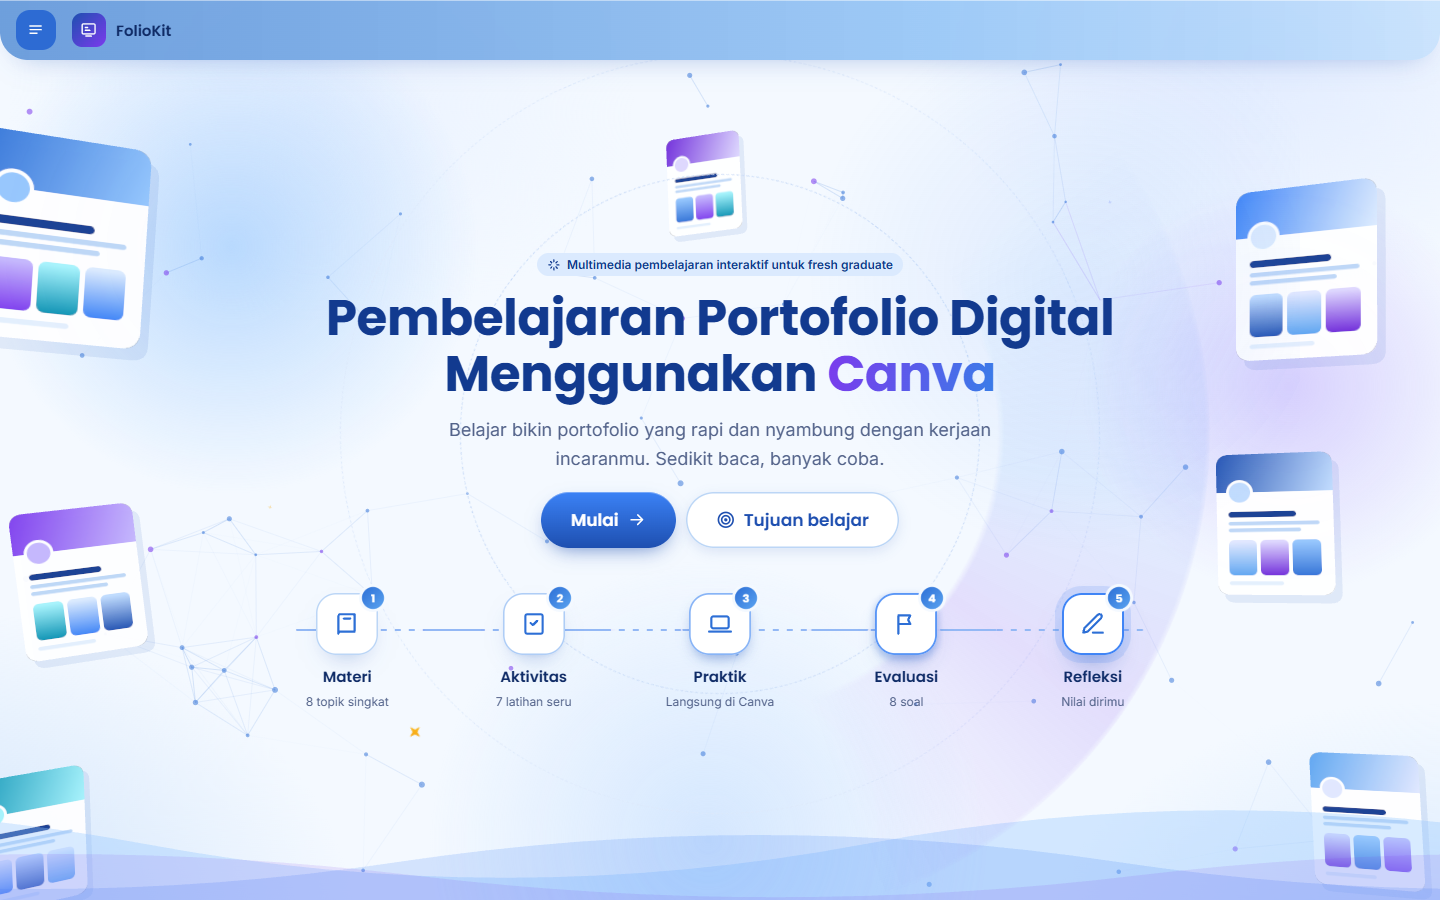 FolioKit
Multimedia pembelajaran interaktif untuk fresh graduate
Pembelajaran Portofolio Digital
Menggunakan Canva
Belajar bikin portofolio yang rapi dan nyambung dengan kerjaan
incaranmu. Sedikit baca, banyak coba.
Mulai
Tujuan belajar
1
2
3
4
5
Materi
Aktivitas
Praktik
Evaluasi
Refleksi
8 topik singkat
7 latihan seru
Langsung di Canva
8 soal
Nilai dirimu